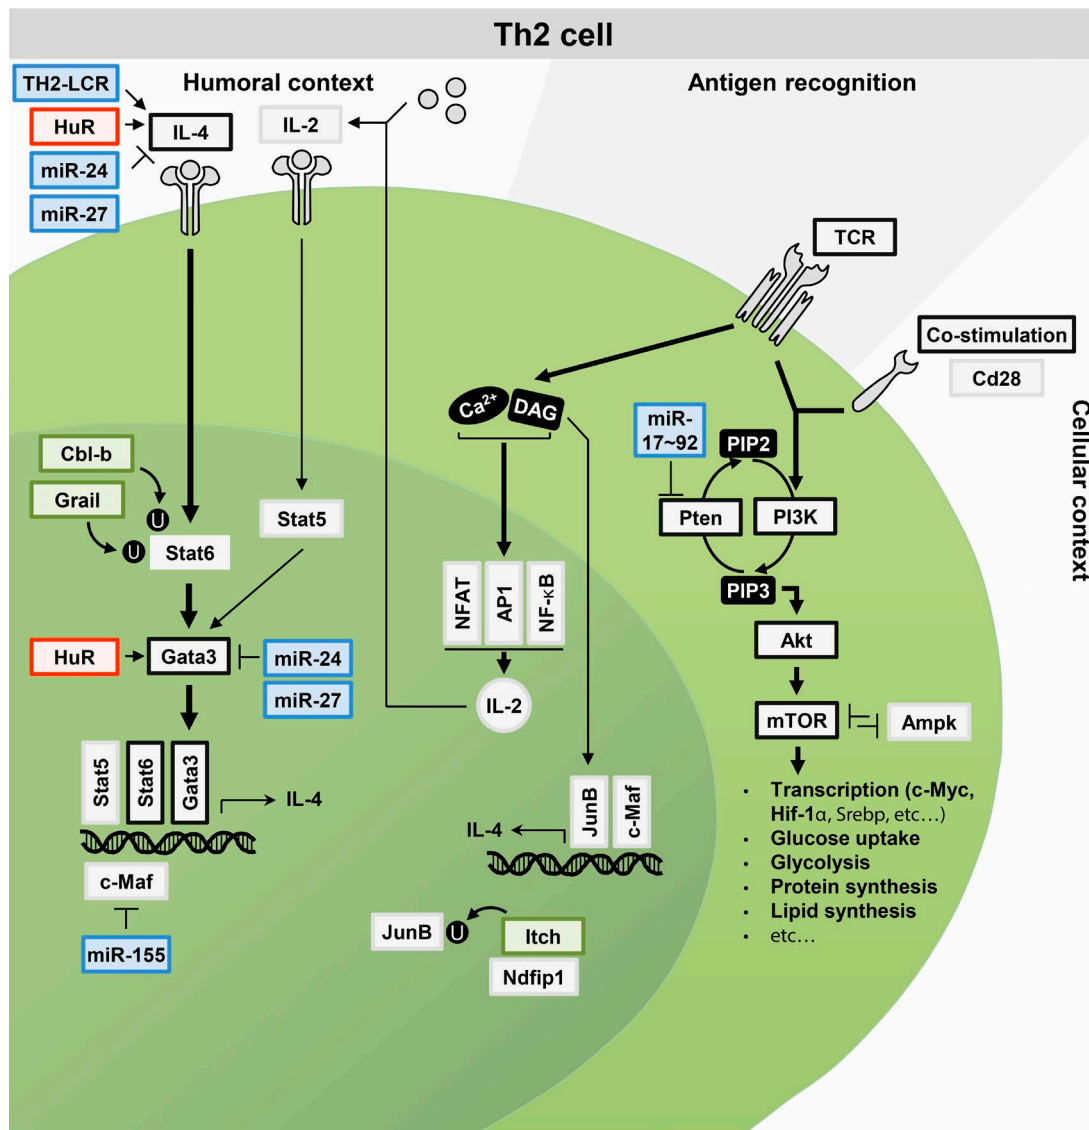 Th2 cell
Humoral context
Antigen recognition
TH2-LCR
HuR
miR-24
miR-27
IL-4
IL-2
TCR
Co-stimulation
Cd28
Cellular context
Ca2+
DAG
miR-
17~92
PIP2
Pten
PI3K
PIP3
Cbl-b
Grail
U
U
Stat6
Stat5
NFAT
AP1
NF-κB
Akt
HuR
Gata3
miR-24
miR-27
IL-2
mTOR
Ampk
Stat5
Stat6
Gata3
IL-4
c-Maf
miR-155
IL-4
JunB
c-Maf
JunB
U
Itch
Ndfip1
• Transcription (c-Myc,
Hif-1α, Srebp, etc…)
• Glucose uptake
• Glycolysis
• Protein synthesis
• Lipid synthesis
• etc…